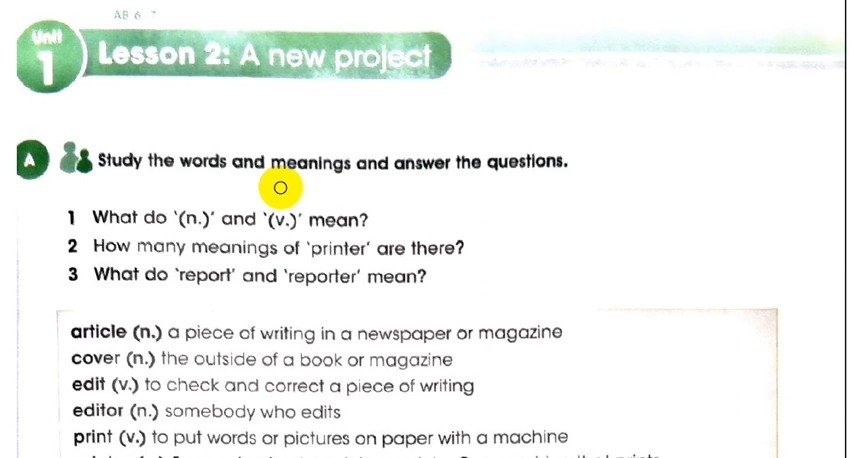 AB 6 7
Unit
1
Lesson 2: A new project
A
Study the words and meanings and answer the questions.
1 What do '(n.)' and '(v.)' mean?
2 How many meanings of 'printer' are there?
3 What do 'report' and 'reporter' mean?
article (n.) a piece of writing in a newspaper or magazine
cover (n.) the outside of a book or magazine
edit (v.) to check and correct a piece of writing
editor (n.) somebody who edits
print (v.) to put words or pictures on paper with a machine